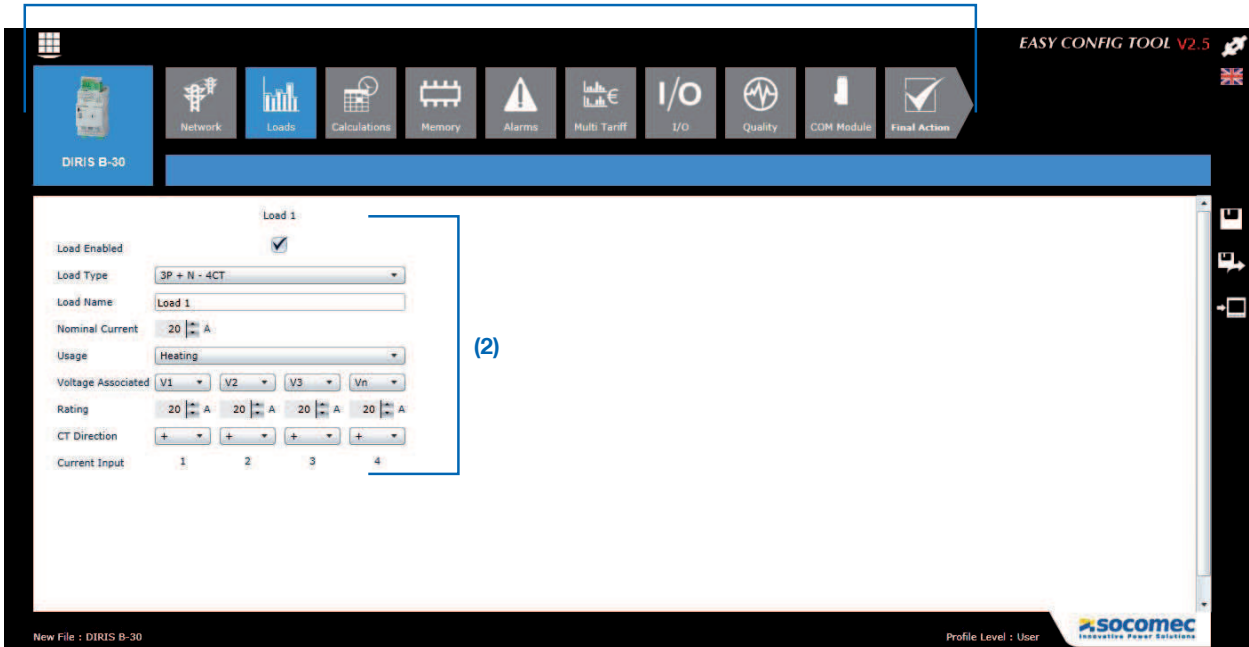 EASY CONFIG TOOL V2.5
Network Loads Calculations Memory Alarms Multi Tariff I/O I/O Quality COM Module Final Action
DIRIS B-30
Load 1
Load Enabled
Load Type 3P + N - 4CT
Load Name Load 1
Nominal Current 20 A
Usage Heating
(2)
Voltage Associated V1 V2 V3 Vn
Rating 20 A 20 A 20 A 20 A
CT Direction + + + +
Current Input 1 2 3 4
New File : DIRIS B-30
Profile Level : User
socomec
Innovative Power Solutions